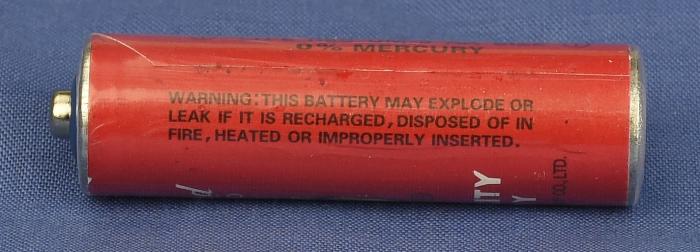 0% MERCURY
WARNING: THIS BATTERY MAY EXPLODE OR
LEAK IF IT IS RECHARGED, DISPOSED OF IN
FIRE, HEATED OR IMPROPERLY INSERTED.
CO., LTD.